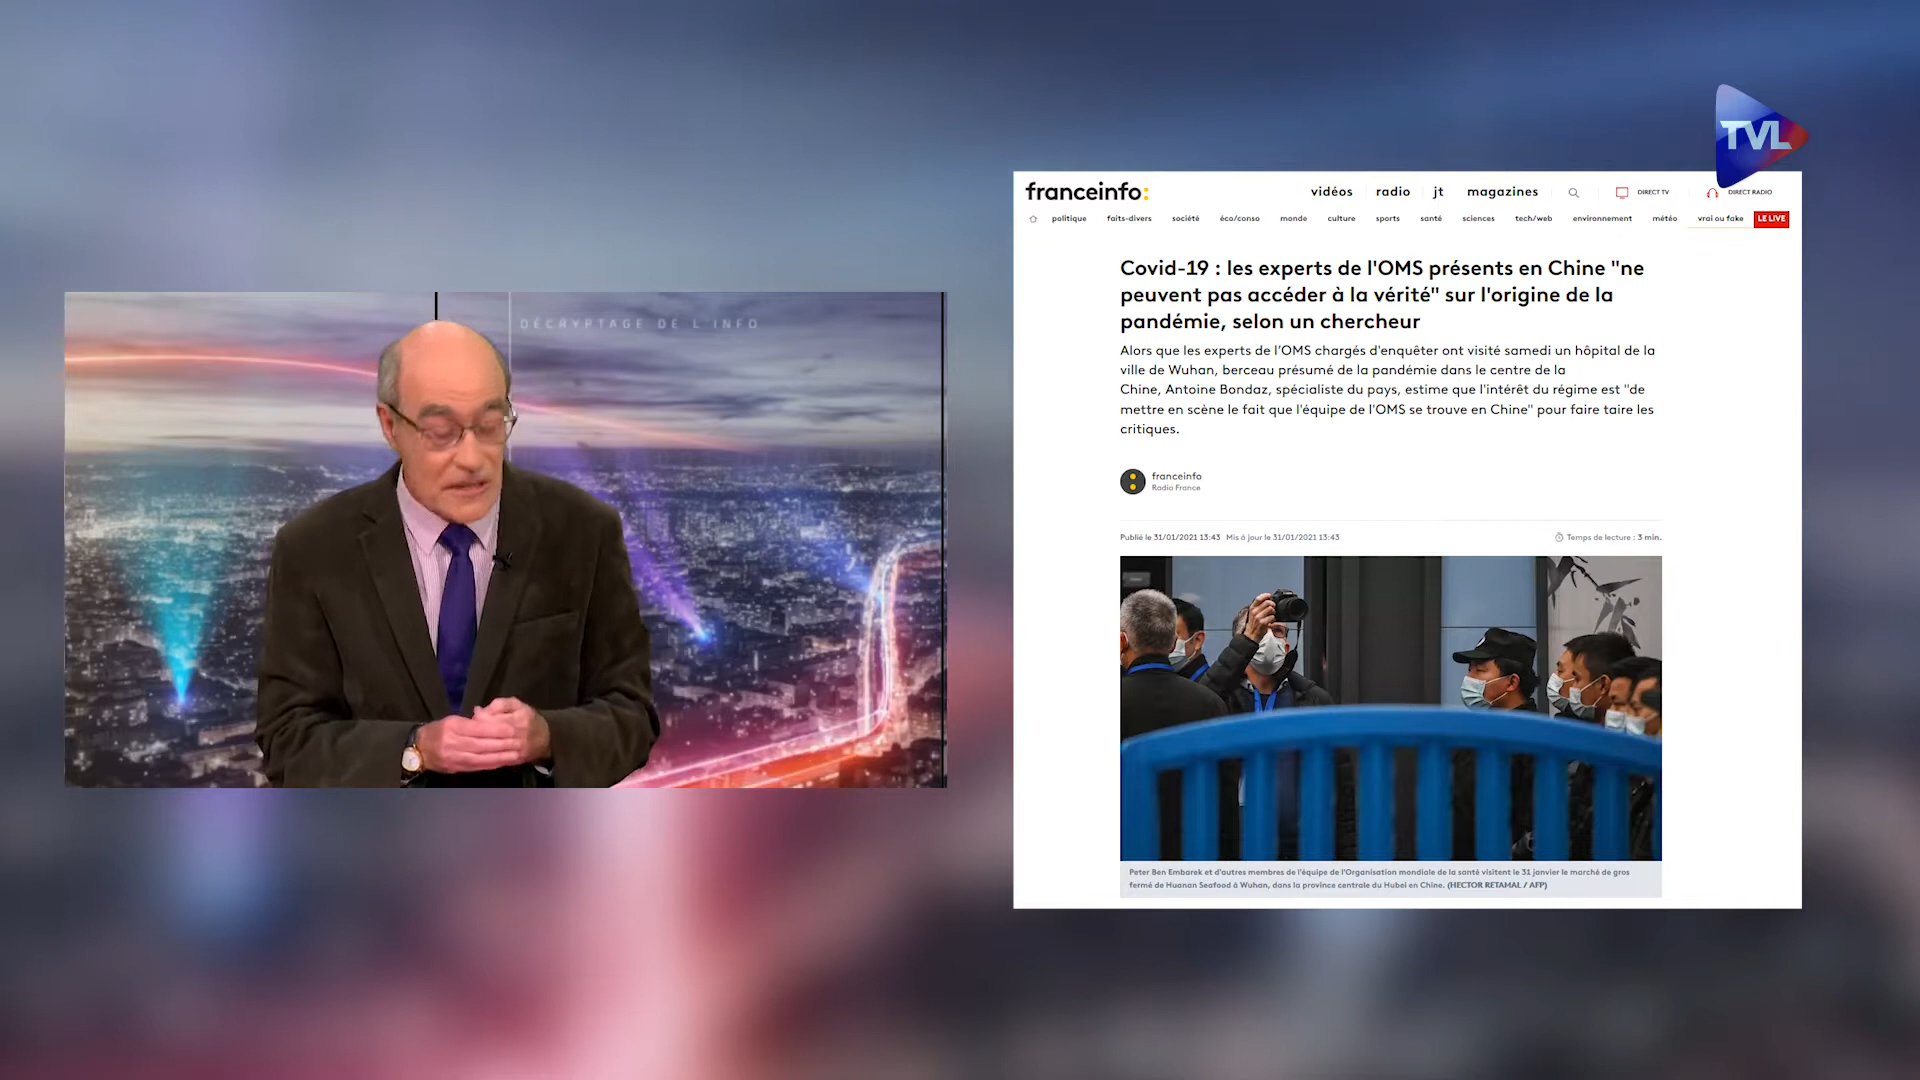 TVL
DÉCRYPTAGE DE L'INFO
franceinfo:
vidéos radio jt magazines DIRECT TV DIRECT RADIO
politique faits-divers société éco/conso monde culture sports santé sciences tech/web environnement météo vrai ou fake LE LIVE
Covid-19 : les experts de l'OMS présents en Chine "ne
peuvent pas accéder à la vérité" sur l'origine de la
pandémie, selon un chercheur
Alors que les experts de l’OMS chargés d'enquêter ont visité samedi un hôpital de la
ville de Wuhan, berceau présumé de la pandémie dans le centre de la
Chine, Antoine Bondaz, spécialiste du pays, estime que l'intérêt du régime est "de
mettre en scène le fait que l'équipe de l'OMS se trouve en Chine" pour faire taire les
critiques.
franceinfo
Radio France
Publié le 31/01/2021 13:43 Mis à jour le 31/01/2021 13:43
Temps de lecture : 3 min.
Peter Ben Embarek et d'autres membres de l'équipe de l'Organisation mondiale de la santé visitent le 31 janvier le marché de gros
fermé de Huanan Seafood à Wuhan, dans la province centrale du Hubei en Chine. (HECTOR RETAMAL / AFP)